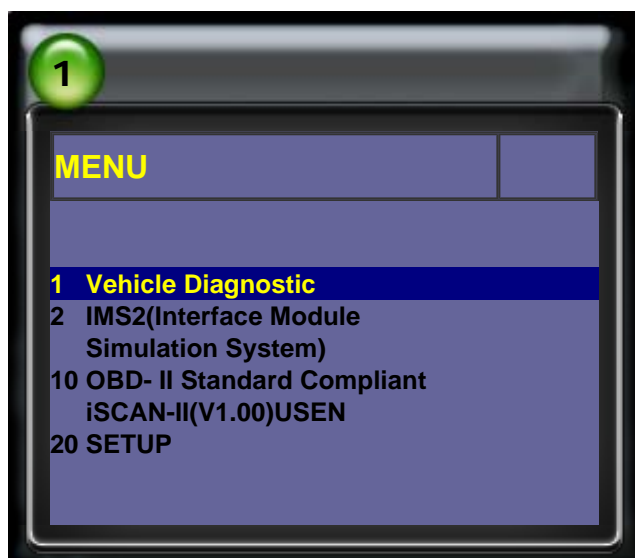 1
MENU
1 Vehicle Diagnostic
2 IMS2(Interface Module
Simulation System)
10 OBD- II Standard Compliant
iSCAN-II(V1.00)USEN
20 SETUP